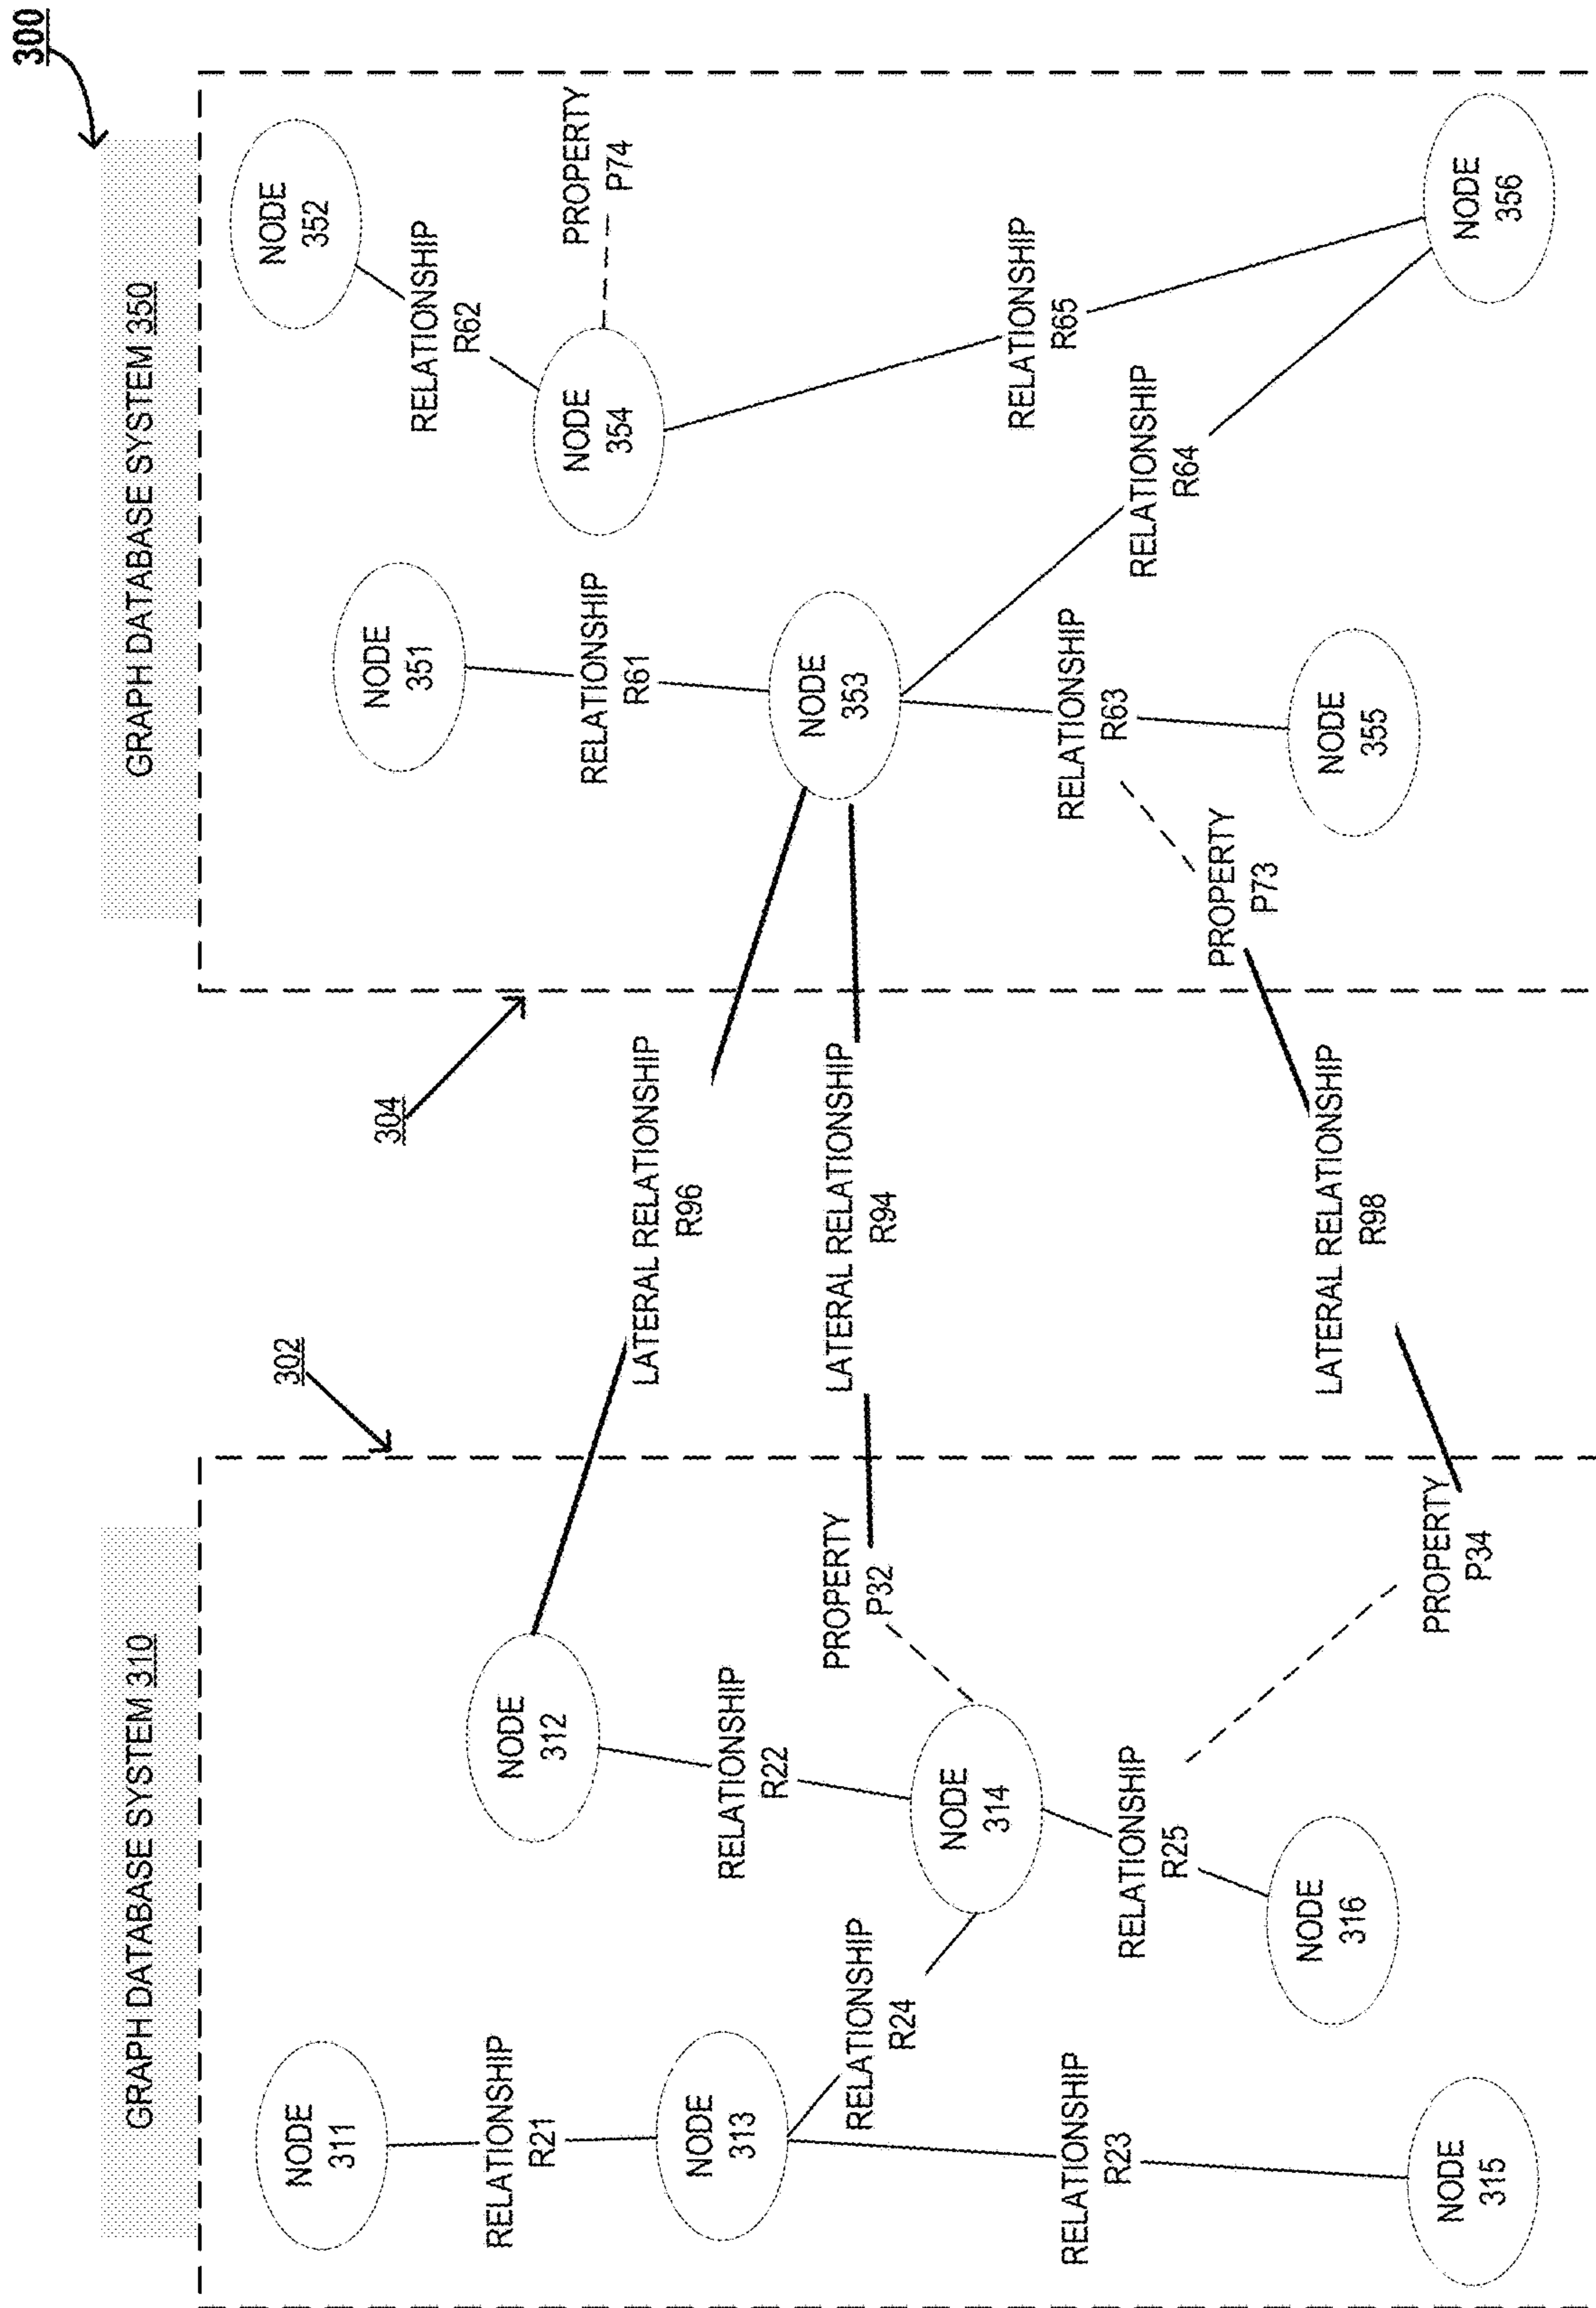 300
GRAPH DATABASE SYSTEM 310
GRAPH DATABASE SYSTEM 350
302
304
NODE
311
RELATIONSHIP
R21
NODE
313
RELATIONSHIP
R24
RELATIONSHIP
R23
NODE
315
NODE
312
RELATIONSHIP
R22
NODE
314
RELATIONSHIP
R25
NODE
316
PROPERTY
P32
PROPERTY
P34
LATERAL RELATIONSHIP
R96
LATERAL RELATIONSHIP
R94
LATERAL RELATIONSHIP
R98
NODE
351
RELATIONSHIP
R61
NODE
353
RELATIONSHIP
R63
PROPERTY
P73
NODE
355
NODE
352
RELATIONSHIP
R62
NODE
354
PROPERTY
P74
RELATIONSHIP
R65
RELATIONSHIP
R64
NODE
356